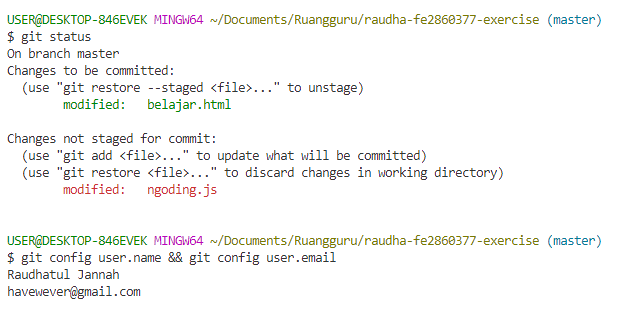 USER@DESKTOP-846EVEK MINGW64 ~/Documents/Ruangguru/raudha-fe2860377-exercise (master)
$ git status
On branch master
Changes to be committed:
  (use "git restore --staged <file>..." to unstage)
        modified:   belajar.html

Changes not staged for commit:
  (use "git add <file>..." to update what will be committed)
  (use "git restore <file>..." to discard changes in working directory)
        modified:   ngoding.js

USER@DESKTOP-846EVEK MINGW64 ~/Documents/Ruangguru/raudha-fe2860377-exercise (master)
$ git config user.name && git config user.email
Raudhatul Jannah
havewever@gmail.com